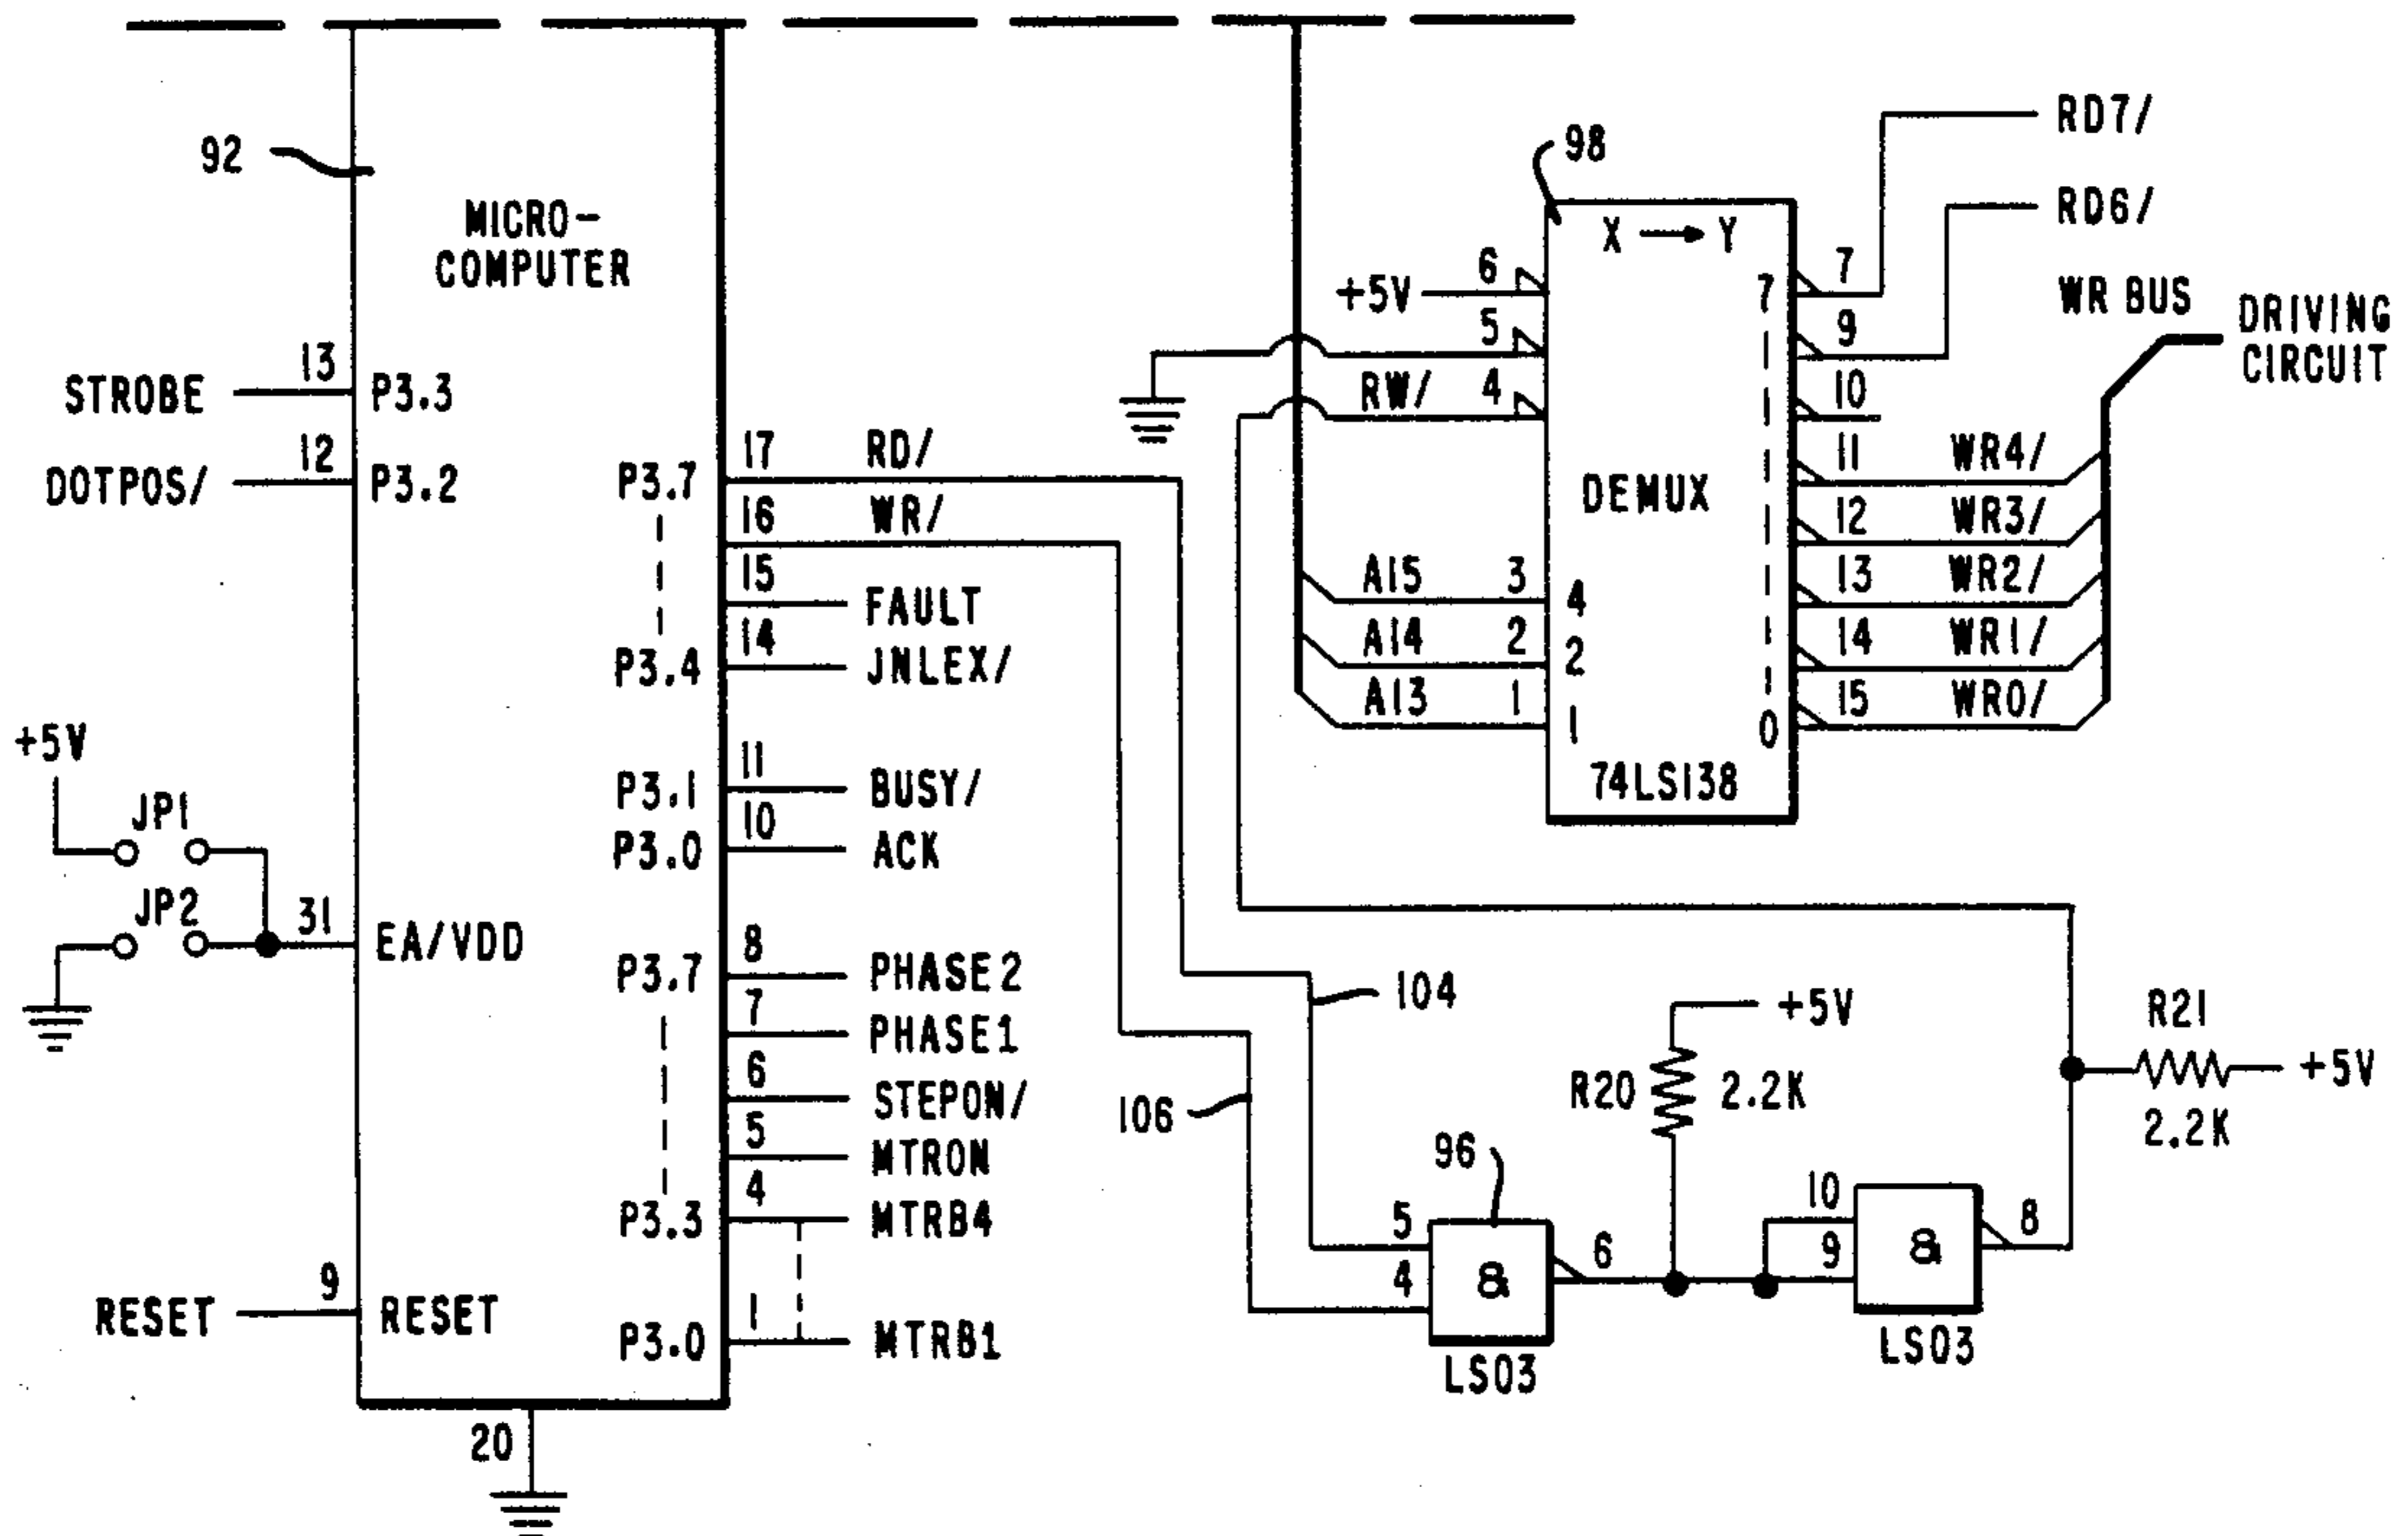 92
MICRO-
COMPUTER
STROBE 13 P3.3
DOTPOS/ 12 P3.2
+5V
JP1
JP2
31 EA/VDD
RESET 9 RESET
20
P3.7 17 RD/
16 WR/
15 FAULT
P3.4 14 JNLEX/
P3.1 11 BUSY/
P3.0 10 ACK
P3.7 8 PHASE2
7 PHASE1
6 STEPON/
5 MTRON
P3.3 4 MTRB4
P3.0 1 MTRB1
98
X → Y
+5V 6
5
RW/ 4
DEMUX
A15 3 4
A14 2 2
A13 1 1
74LS138
7 7 RD7/
9 RD6/
10
11 WR4/
12 WR3/
13 WR2/
14 WR1/
0 15 WR0/
WR BUS
DRIVING
CIRCUIT
104
106
96
5
4
&
6
LS03
R20 2.2K
+5V
10
9
&
8
LS03
R21
+5V
2.2K